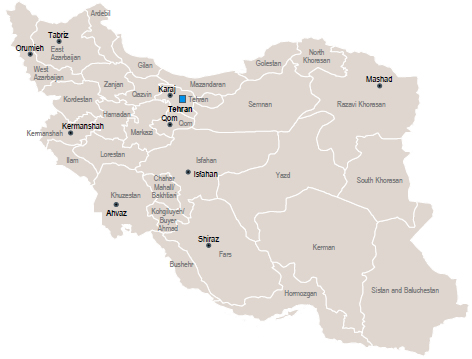 Ardebil
Tabriz
Orumieh
East
Azarbaijan
West
Azarbaijan
Gilan
North
Khorasan
Golestan
Mashad
Zanjan
Karaj
Mazandaran
Qazvin
Tehran
Tehran
Kordestan
Semnan
Razavi Khorasan
Hamadan
Qom
Qom
Kermanshah
Kermanshah
Markazi
Ilam
Lorestan
Isfahan
Isfahan
Yazd
South Khorasan
Chahar
Mahall/
Bakhtiari
Khuzestan
Ahvaz
Kohgiluyeh/
Buyer
Ahmad
Shiraz
Fars
Kerman
Bushehr
Hormozgan
Sistan and Baluchestan